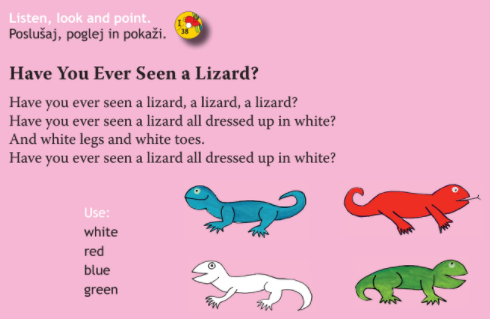 Listen, look and point.
Poslušaj, poglej in pokaži.
1
38
Have You Ever Seen a Lizard?
Have you ever seen a lizard, a lizard, a lizard?
Have you ever seen a lizard all dressed up in white?
And white legs and white toes.
Have you ever seen a lizard all dressed up in white?
Use:
white
red
blue
green